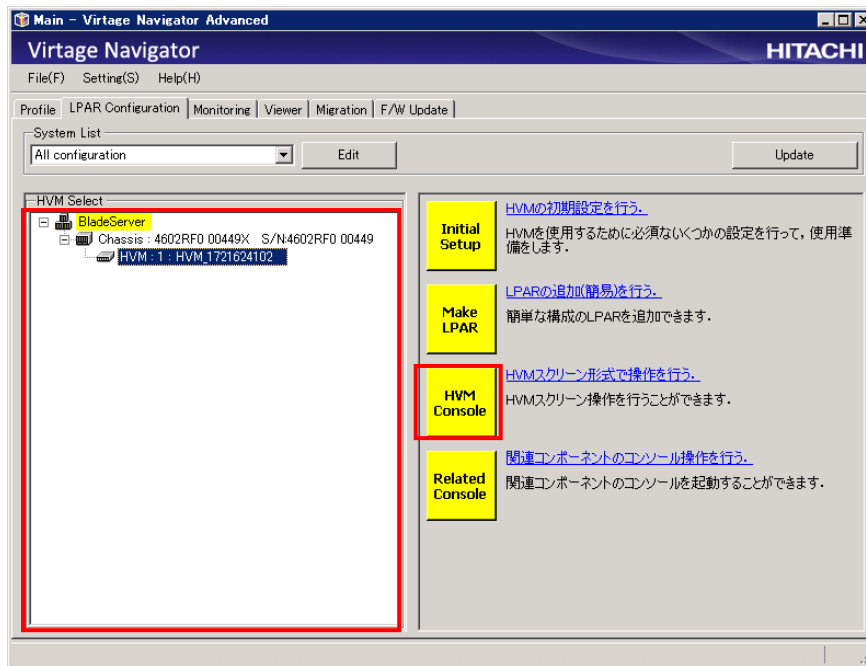 Main - Virtage Navigator Advanced
Virtage Navigator
HITACHI
File(F) Setting(S) Help(H)
Profile LPAR Configuration Monitoring Viewer Migration F/W Update
System List
All configuration Edit Update
HVM Select
BladeServer
Chassis : 4602RF0 00449X S/N:4602RF0 00449
HVM : 1 : HVM_1721624102
Initial
Setup
HVMの初期設定を行う.
HVMを使用するために必須ないくつかの設定を行って, 使用準
備をします.
Make
LPAR
LPARの追加(簡易)を行う.
簡単な構成のLPARを追加できます.
HVM
Console
HVMスクリーン形式で操作を行う.
HVMスクリーン操作を行うことができます.
Related
Console
関連コンポーネントのコンソール操作を行う.
関連コンポーネントのコンソールを起動することができます.